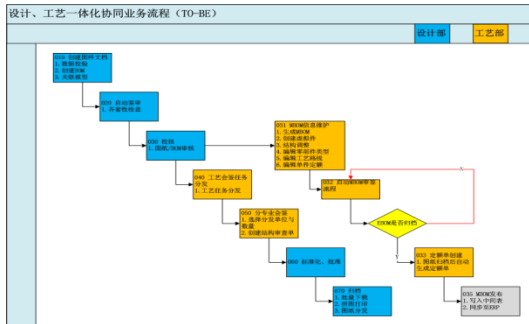 设计、工艺一体化协同业务流程（TO-BE）
设计部
工艺部
010 创建图样文档
1. 数据校验
2. 创建BOM
3. 关联模型
020 启动签审
1. 齐套性检查
030 校核
1. 图纸/BOM审核
031 MBOM信息维护
1. 生成MBOM
2. 创建虚拟件
3. 结构调整
4. 编辑零部件类型
5. 编辑工艺路线
6. 编辑单件定额
040 工艺会签任务
分发
1. 工艺任务分发
032 启动MBOM审查
流程
050 分专业会签
1. 选择分发单位与
数量
2. 创建结构审查单
EBOM是否归档
N
Y
060 标准化、批准
033 定额单创建
1. 图纸归档后自动
生成定额单
070 归档
1. 批量下载
2. 拼图打印
3. 图纸分发
MBOM发布
1. 写入中间表
2. 同步至ERP